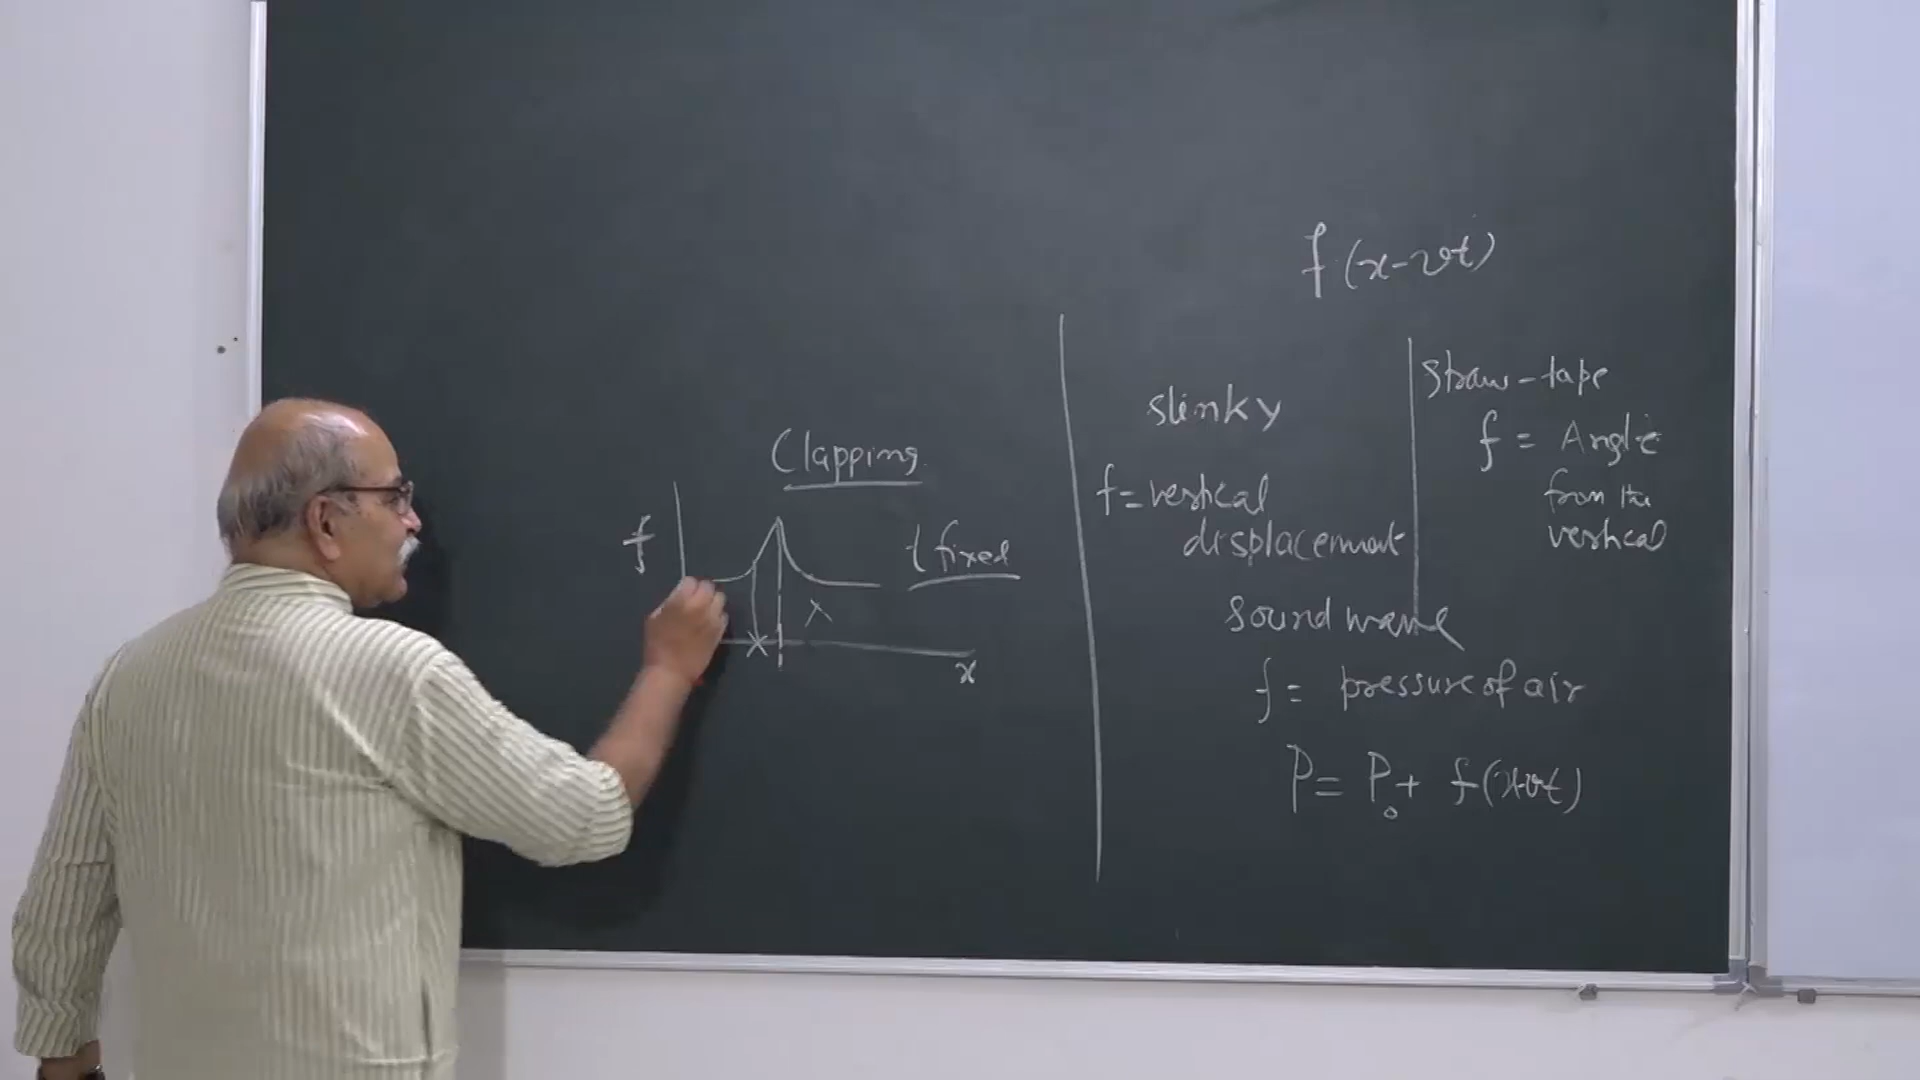 f(x-vt)
Clapping
f
t fixed
λ
x
slinky
f = vertical
displacement
straw-tape
f = Angle
from the
vertical
sound wave
f = pressure of air
P = P₀ + f(x-vt)